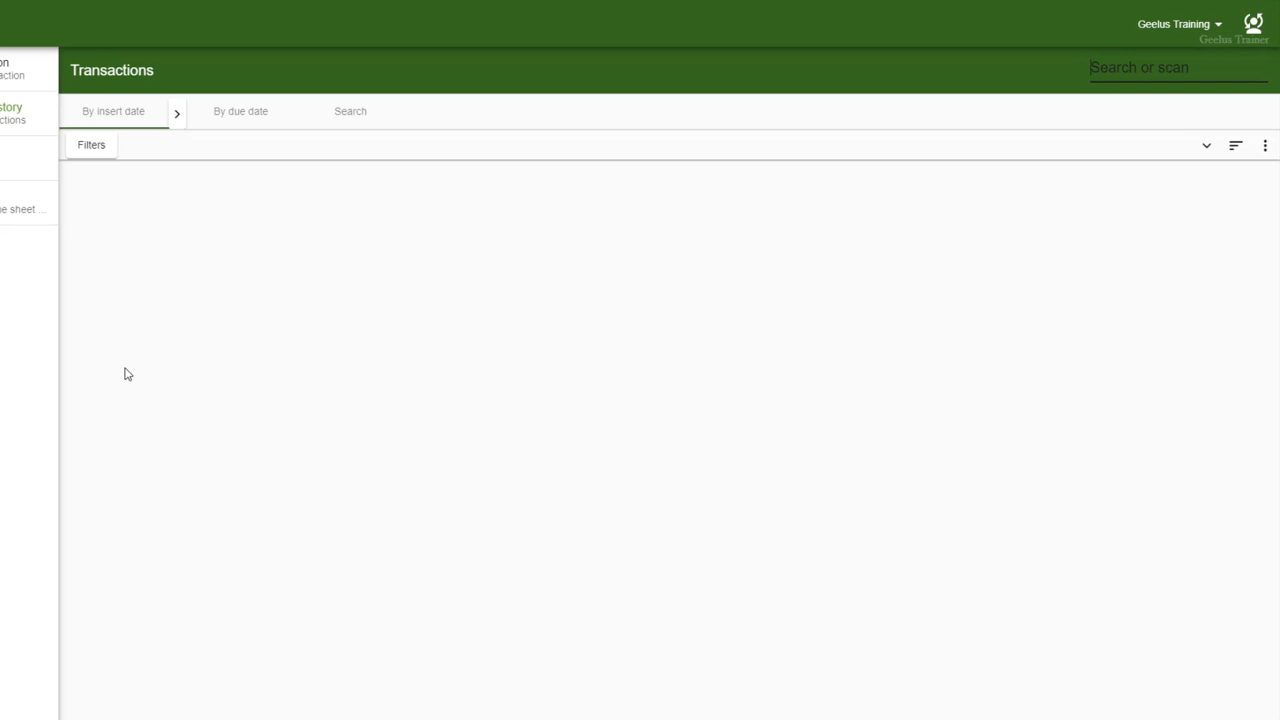 Geelus Training
Geelus Trainer
on
action
Transactions
Search or scan
story
ctions
By insert date
By due date
Search
Filters
ne sheet ...